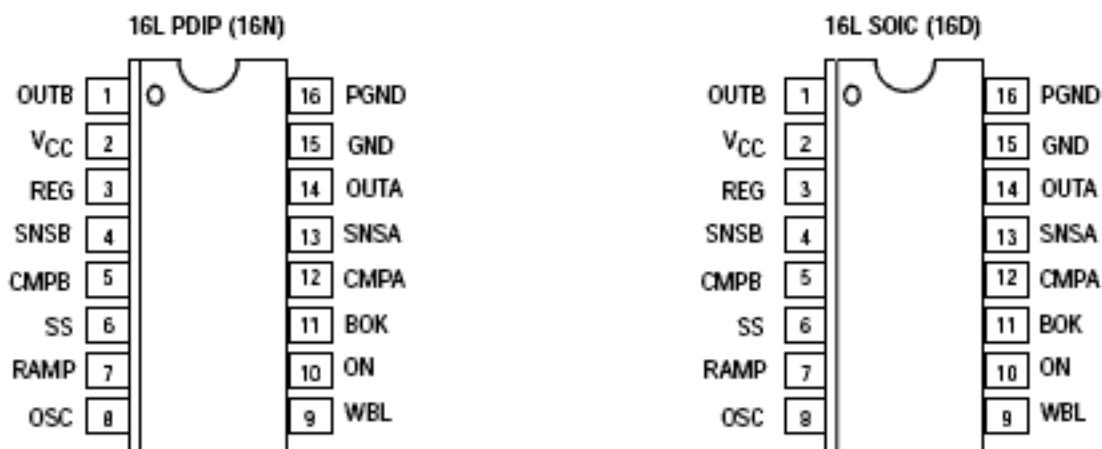 16L PDIP (16N)
OUTB 1 16 PGND
VCC 2 15 GND
REG 3 14 OUTA
SNSB 4 13 SNSA
CMPB 5 12 CMPA
SS 6 11 BOK
RAMP 7 10 ON
OSC 8 9 WBL
16L SOIC (16D)
OUTB 1 16 PGND
VCC 2 15 GND
REG 3 14 OUTA
SNSB 4 13 SNSA
CMPB 5 12 CMPA
SS 6 11 BOK
RAMP 7 10 ON
OSC 8 9 WBL